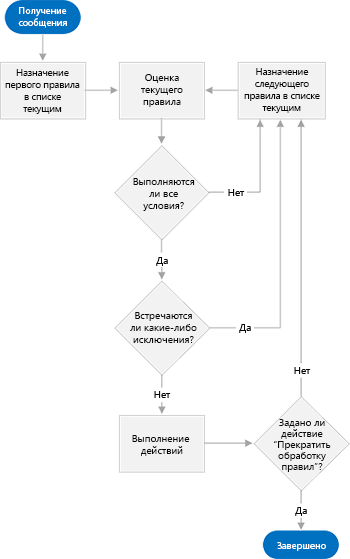 Получение
сообщения
Назначение
первого правила
в списке
текущим
Оценка
текущего
правила
Назначение
следующего
правила в списке
текущим
Выполняются
ли все
условия?
Нет
Да
Встречаются
ли какие-либо
исключения?
Да
Нет
Нет
Выполнение
действий
Задано ли
действие
"Прекратить
обработку
правил"?
Да
Завершено